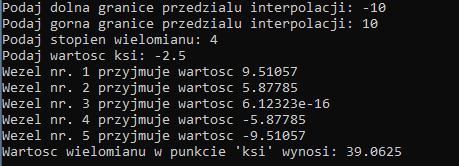 Podaj dolna granice przedzialu interpolacji: -10
Podaj gorna granice przedzialu interpolacji: 10
Podaj stopien wielomianu: 4
Podaj wartosc ksi: -2.5
Wezel nr. 1 przyjmuje wartosc 9.51057
Wezel nr. 2 przyjmuje wartosc 5.87785
Wezel nr. 3 przyjmuje wartosc 6.12323e-16
Wezel nr. 4 przyjmuje wartosc -5.87785
Wezel nr. 5 przyjmuje wartosc -9.51057
Wartosc wielomianu w punkcie 'ksi' wynosi: 39.0625